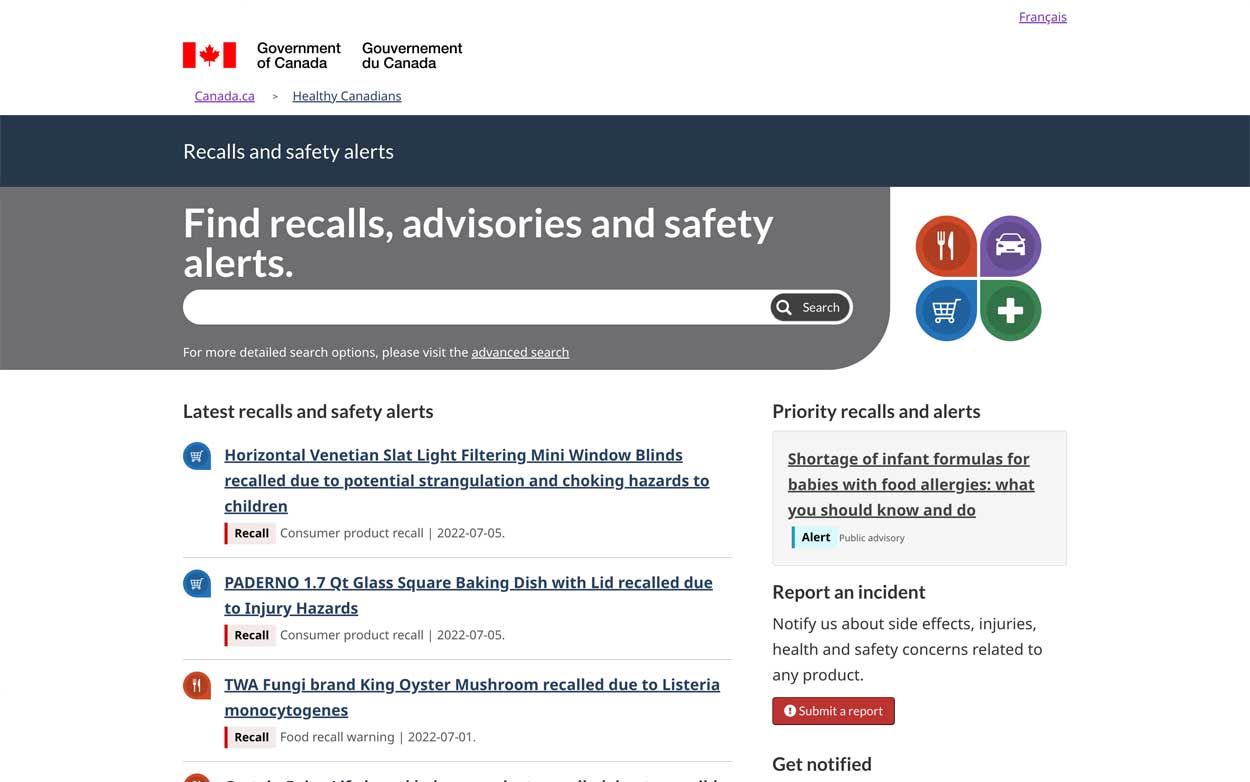 Français
Government of Canada
Gouvernement du Canada
Canada.ca > Healthy Canadians
Recalls and safety alerts
Find recalls, advisories and safety
alerts.
Search
For more detailed search options, please visit the advanced search
Latest recalls and safety alerts
Horizontal Venetian Slat Light Filtering Mini Window Blinds
recalled due to potential strangulation and choking hazards to
children
Recall Consumer product recall | 2022-07-05.
PADERNO 1.7 Qt Glass Square Baking Dish with Lid recalled due
to Injury Hazards
Recall Consumer product recall | 2022-07-05.
TWA Fungi brand King Oyster Mushroom recalled due to Listeria
monocytogenes
Recall Food recall warning | 2022-07-01.
Priority recalls and alerts
Shortage of infant formulas for
babies with food allergies: what
you should know and do
Alert Public advisory
Report an incident
Notify us about side effects, injuries,
health and safety concerns related to
any product.
Submit a report
Get notified